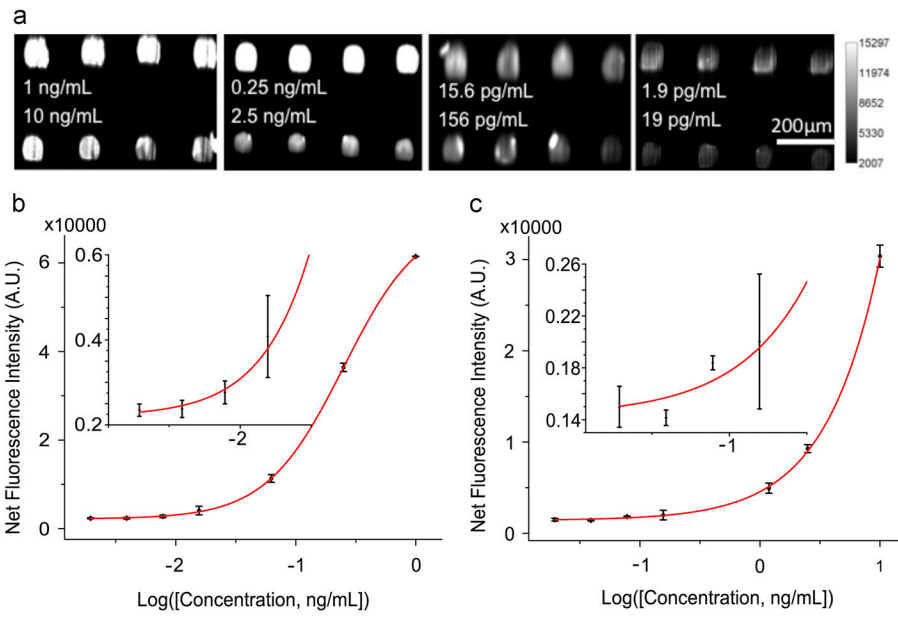 a
1 ng/mL
10 ng/mL
0.25 ng/mL
2.5 ng/mL
15.6 pg/mL
156 pg/mL
1.9 pg/mL
19 pg/mL
200µm
15297
11974
8652
5330
2007
b
x10000
Net Fluorescence Intensity (A.U.)
6
4
2
0
0.6
0.4
0.2
-2
-2
-1
0
Log([Concentration, ng/mL])
c
x10000
Net Fluorescence Intensity (A.U.)
3
2
1
0
0.26
0.22
0.18
0.14
-1
-1
0
1
Log([Concentration, ng/mL])